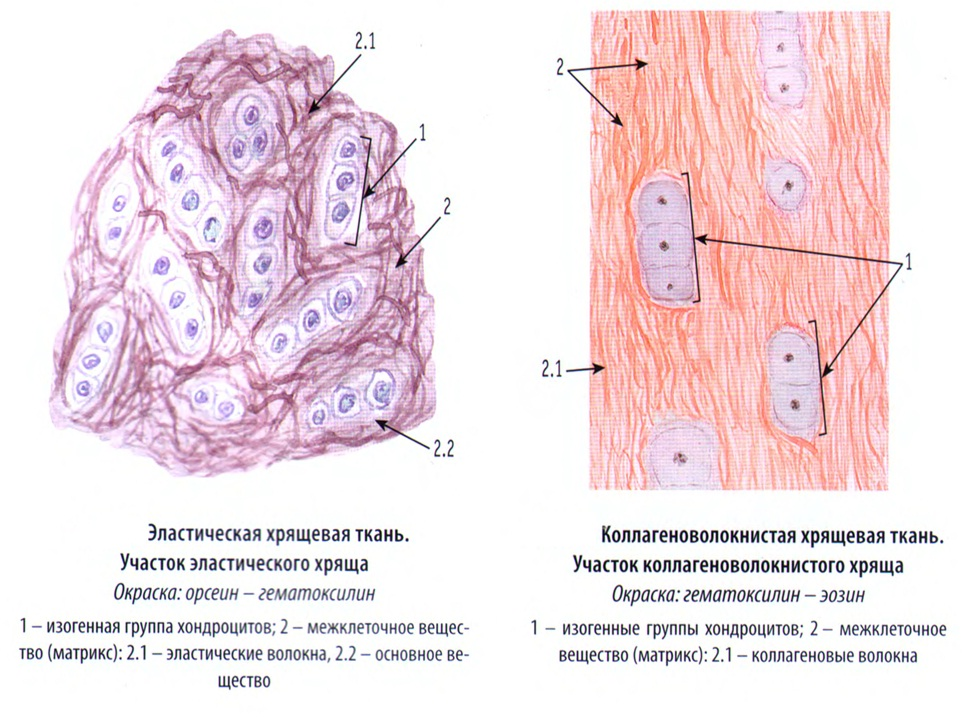 2.1
1
2
2.2
Эластическая хрящевая ткань.
Участок эластического хряща
Окраска: орсеин – гематоксилин
1 – изогенная группа хондроцитов; 2 – межклеточное вещес-
тво (матрикс): 2.1 – эластические волокна, 2.2 – основное ве-
щество
2
1
2.1
Коллагеноволокнистая хрящевая ткань.
Участок коллагеноволокнистого хряща
Окраска: гематоксилин – эозин
1 – изогенные группы хондроцитов; 2 – межклеточное
вещество (матрикс): 2.1 – коллагеновые волокна